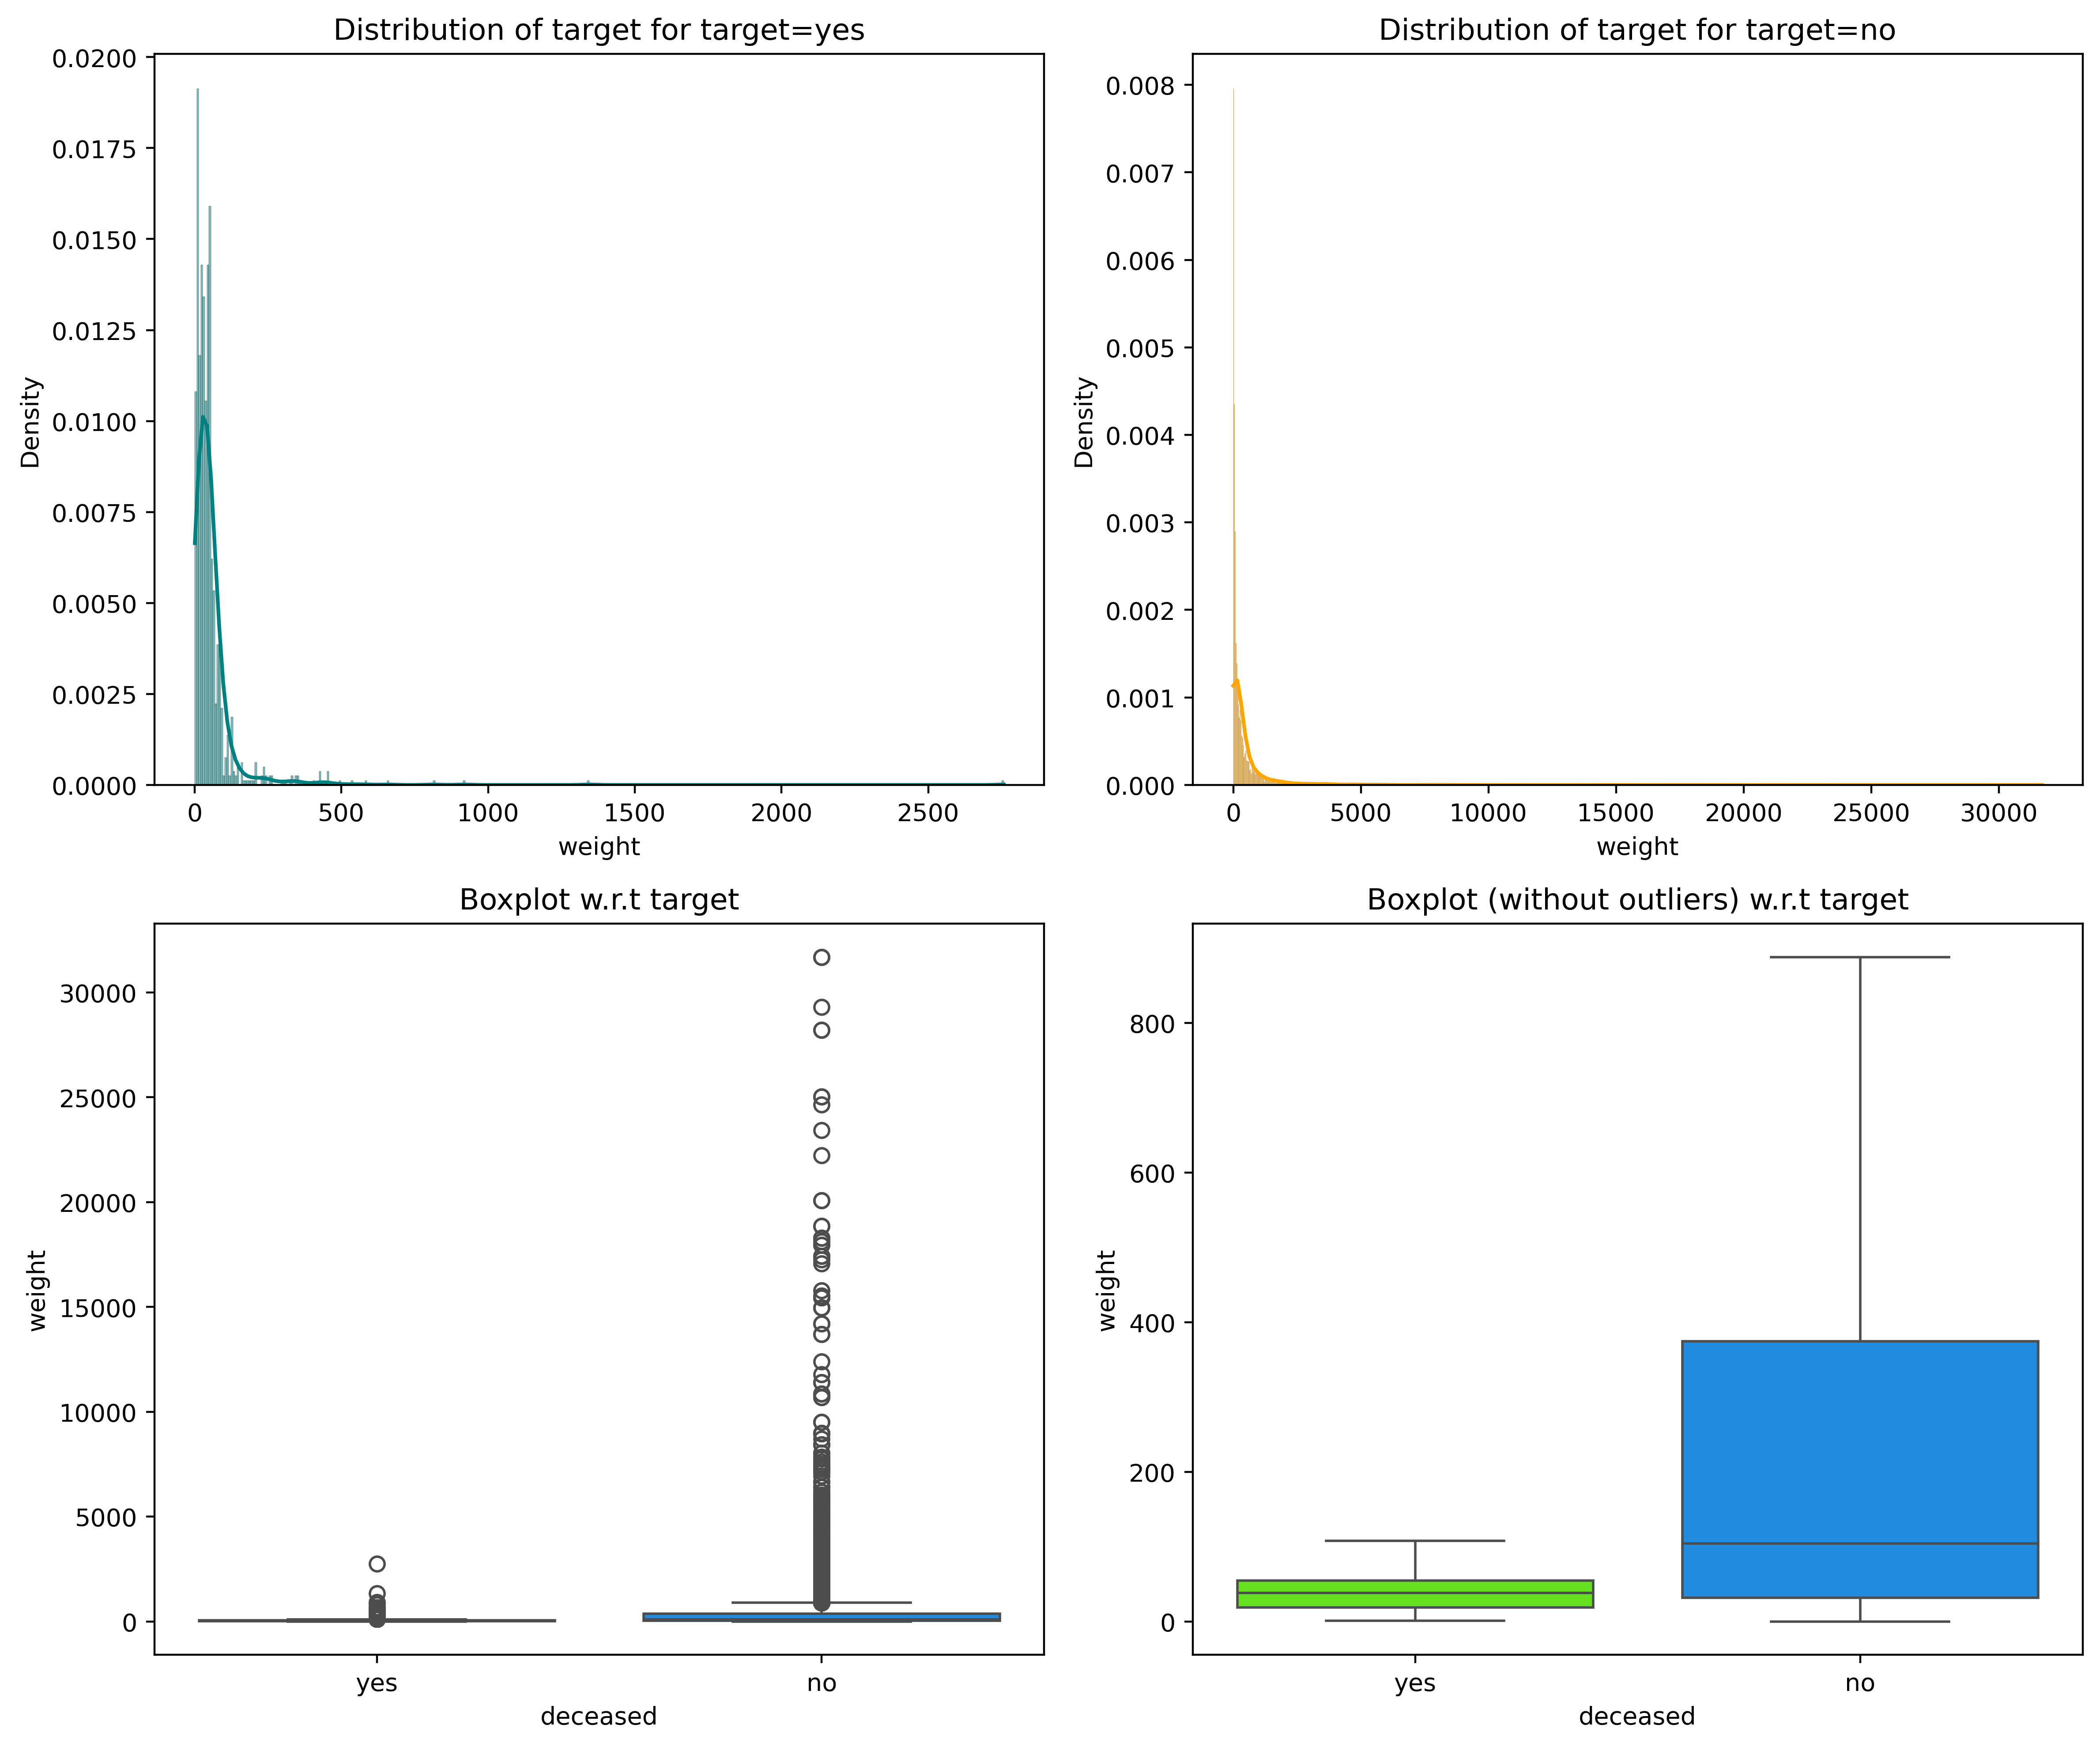 Distribution of target for target=yes
0.0200
0.0175
0.0150
0.0125
0.0100
0.0075
0.0050
0.0025
0.0000
Density
0 500 1000 1500 2000 2500
weight
Distribution of target for target=no
0.008
0.007
0.006
0.005
0.004
0.003
0.002
0.001
0.000
Density
0 5000 10000 15000 20000 25000 30000
weight
Boxplot w.r.t target
30000
25000
20000
15000
10000
5000
0
weight
yes no
deceased
Boxplot (without outliers) w.r.t target
800
600
400
200
0
weight
yes no
deceased